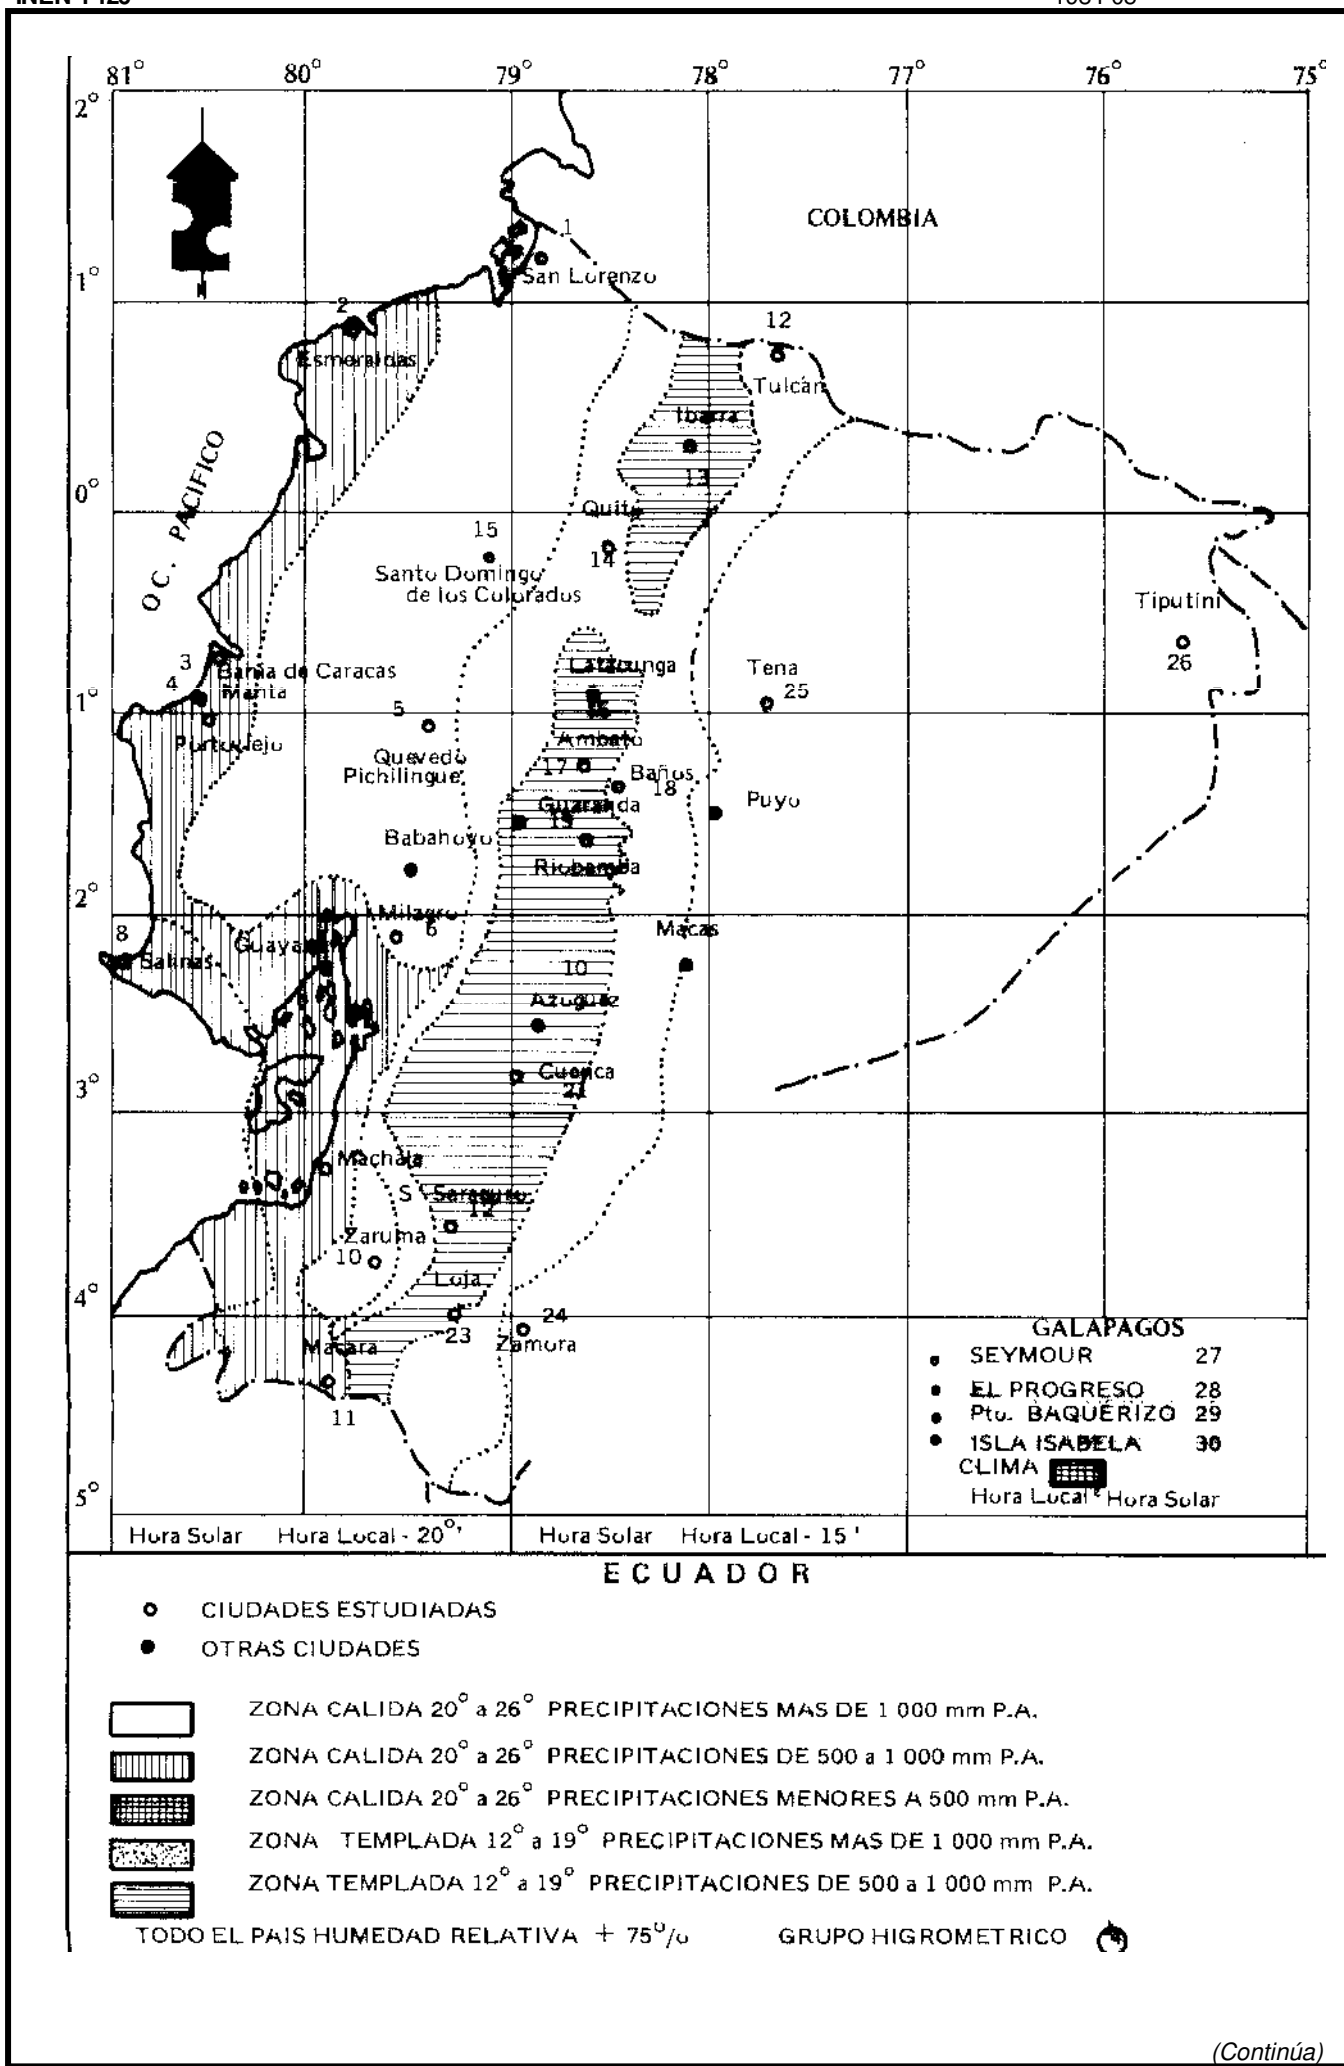 81° 80° 79° 78° 77° 76° 75°
2°
COLOMBIA
1
San Lorenzo
1°
2
Esmeraldas
12
Tulcán
Ibarra
13
OC. PACIFICO
0°
Quito
14
15
Santo Domingo
de los Colorados
Tiputini
26
3
Bahía de Caracas
4
Manta
Portoviejo
1°
5
Quevedo
Pichilingue
Latacunga
Tena
25
Ambato
17
Baños
18
Guaranda
19
Puyo
Babahoyo
Riobamba
2°
Milagro
6
Macas
8
Salinas
10
Azoguez
Cuenca
21
3°
Machala
Saraguro
12
Zaruma
10
Loja
4°
23
24
Zamora
Macara
11
GALAPAGOS
SEYMOUR 27
EL PROGRESO 28
Pto. BAQUERIZO 29
ISLA ISABELA 30
CLIMA
Hora Local = Hora Solar
5°
Hora Solar Hora Local - 20°' Hora Solar Hora Local - 15 '
ECUADOR
CIUDADES ESTUDIADAS
OTRAS CIUDADES
ZONA CALIDA 20° a 26° PRECIPITACIONES MAS DE 1 000 mm P.A.
ZONA CALIDA 20° a 26° PRECIPITACIONES DE 500 a 1 000 mm P.A.
ZONA CALIDA 20° a 26° PRECIPITACIONES MENORES A 500 mm P.A.
ZONA TEMPLADA 12° a 19° PRECIPITACIONES MAS DE 1 000 mm P.A.
ZONA TEMPLADA 12° a 19° PRECIPITACIONES DE 500 a 1 000 mm P.A.
TODO EL PAIS HUMEDAD RELATIVA + 75°/o GRUPO HIGROMETRICO
(Continúa)